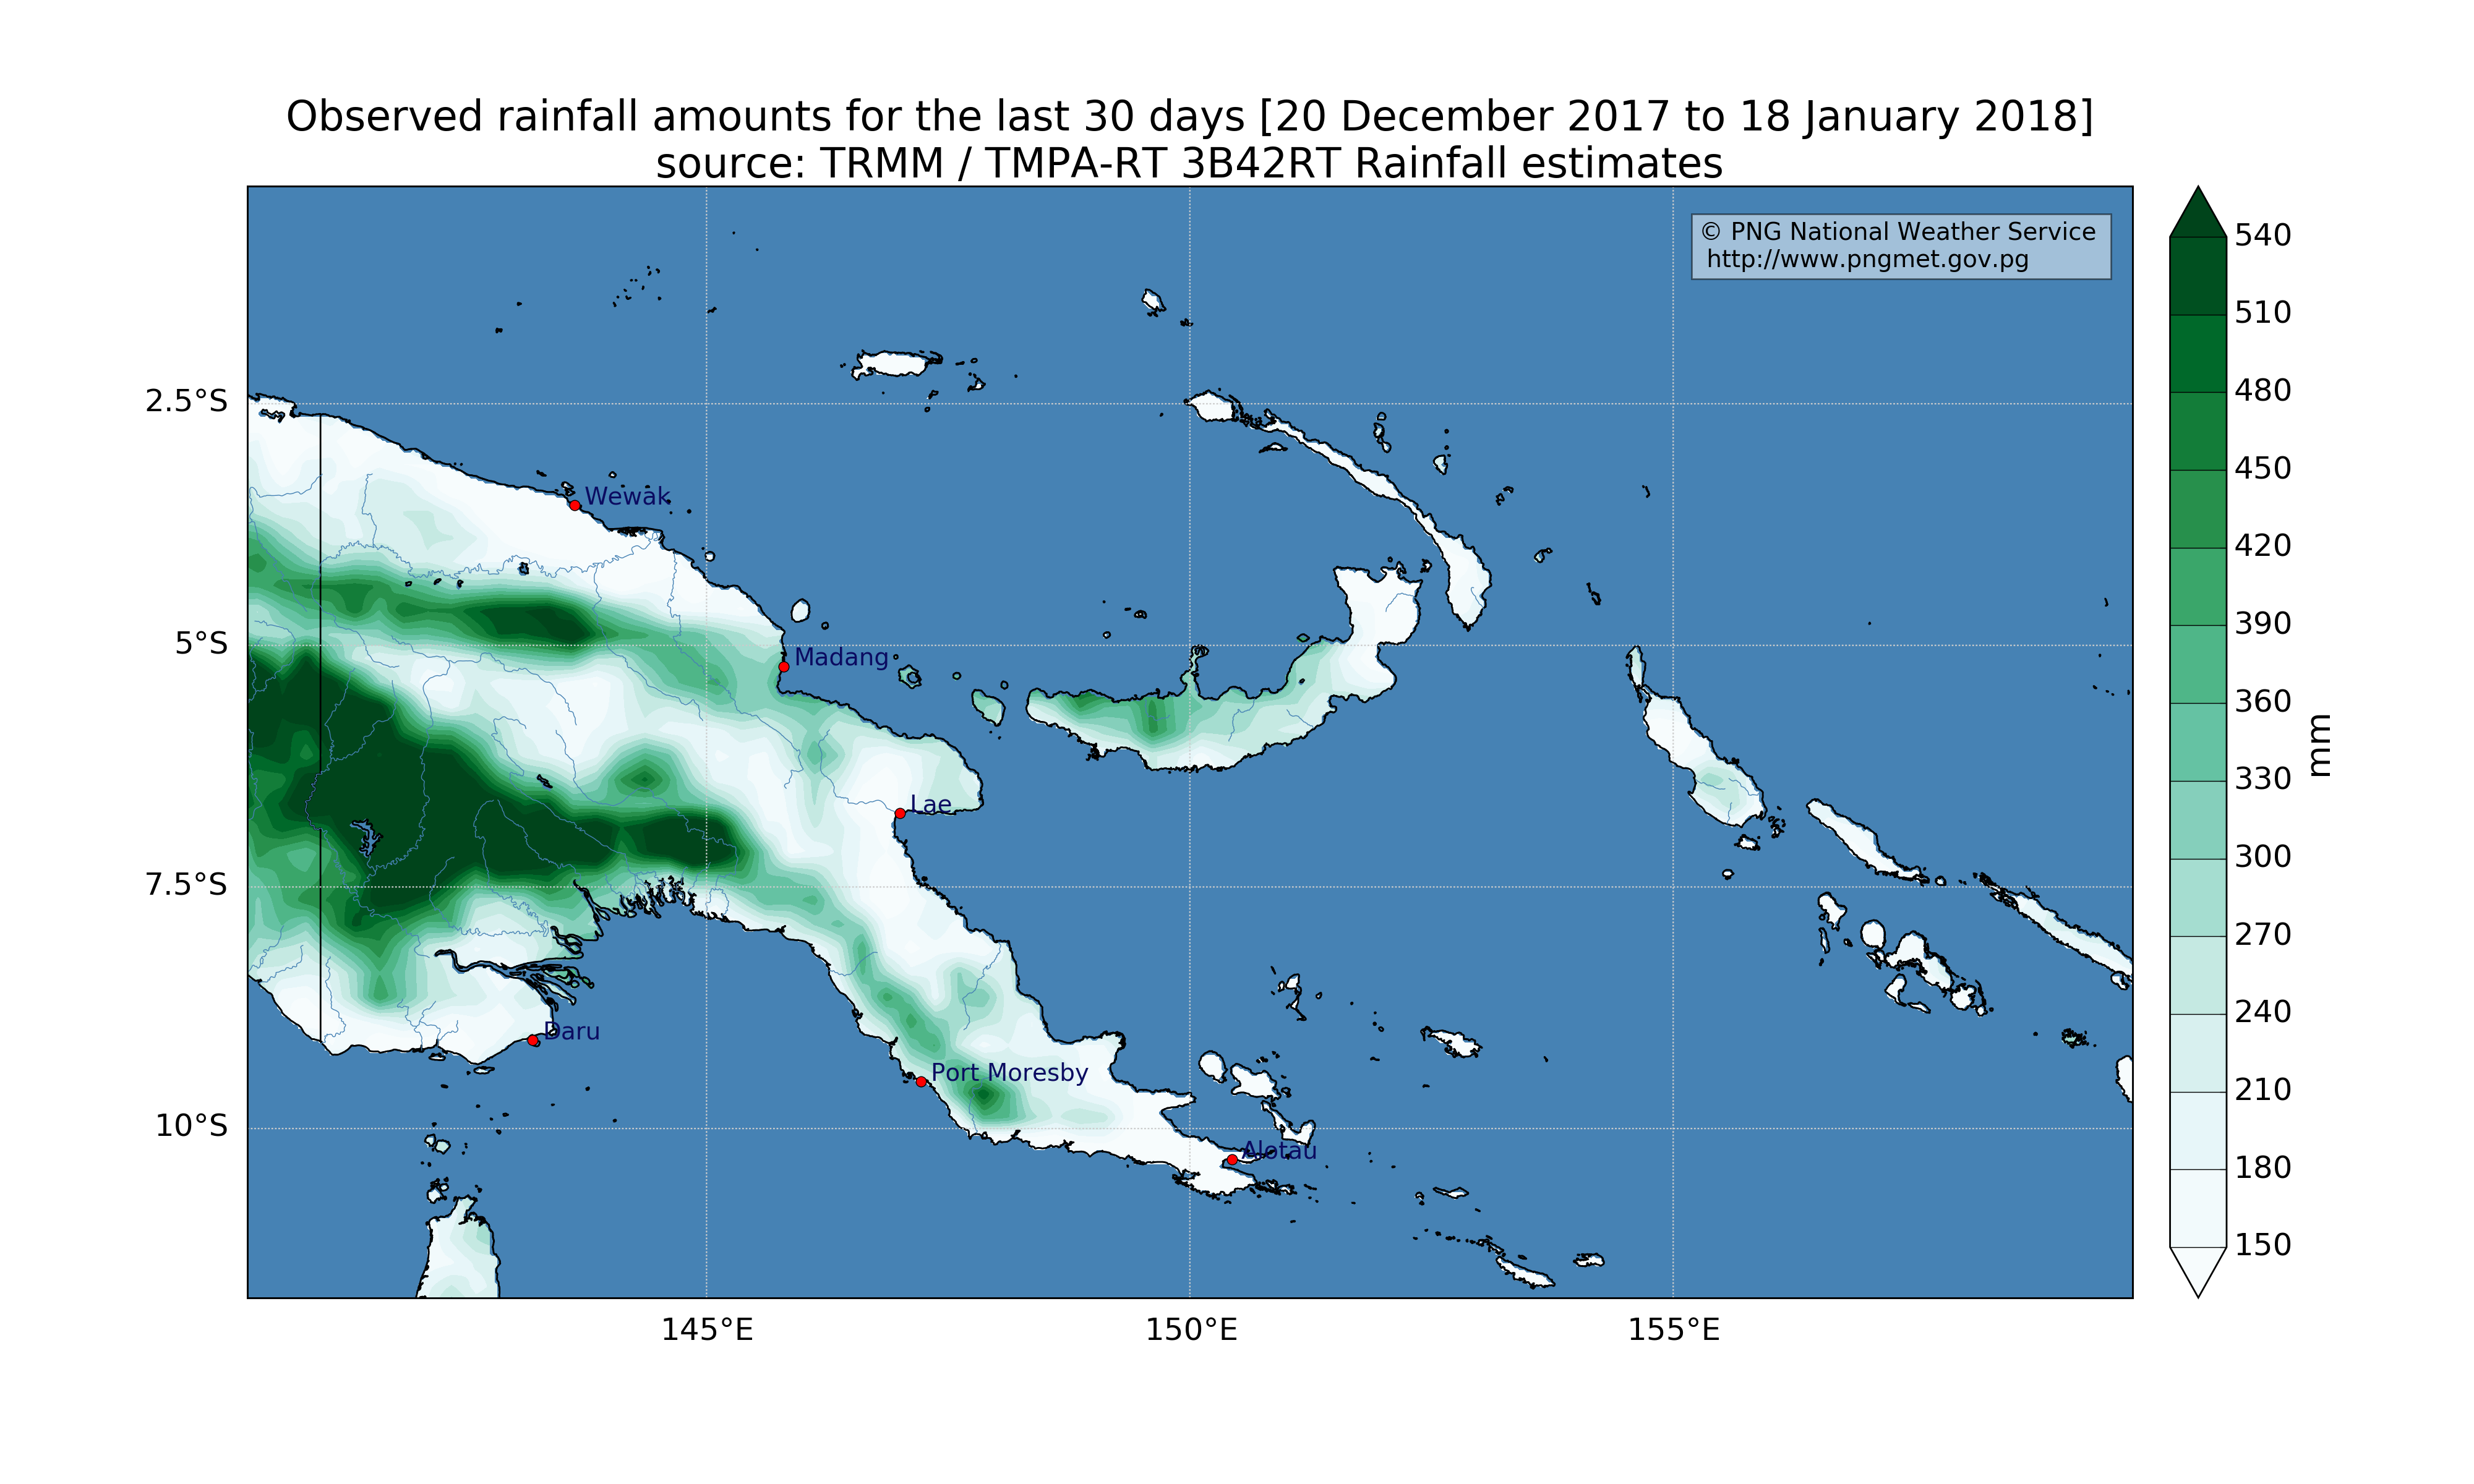 Observed rainfall amounts for the last 30 days [20 December 2017 to 18 January 2018]
source: TRMM / TMPA-RT 3B42RT Rainfall estimates
© PNG National Weather Service
http://www.pngmet.gov.pg
2.5°S
5°S
7.5°S
10°S
Wewak
Madang
Lae
Daru
Port Moresby
Alotau
145°E
150°E
155°E
540
510
480
450
420
390
360
330
300
270
240
210
180
150
mm